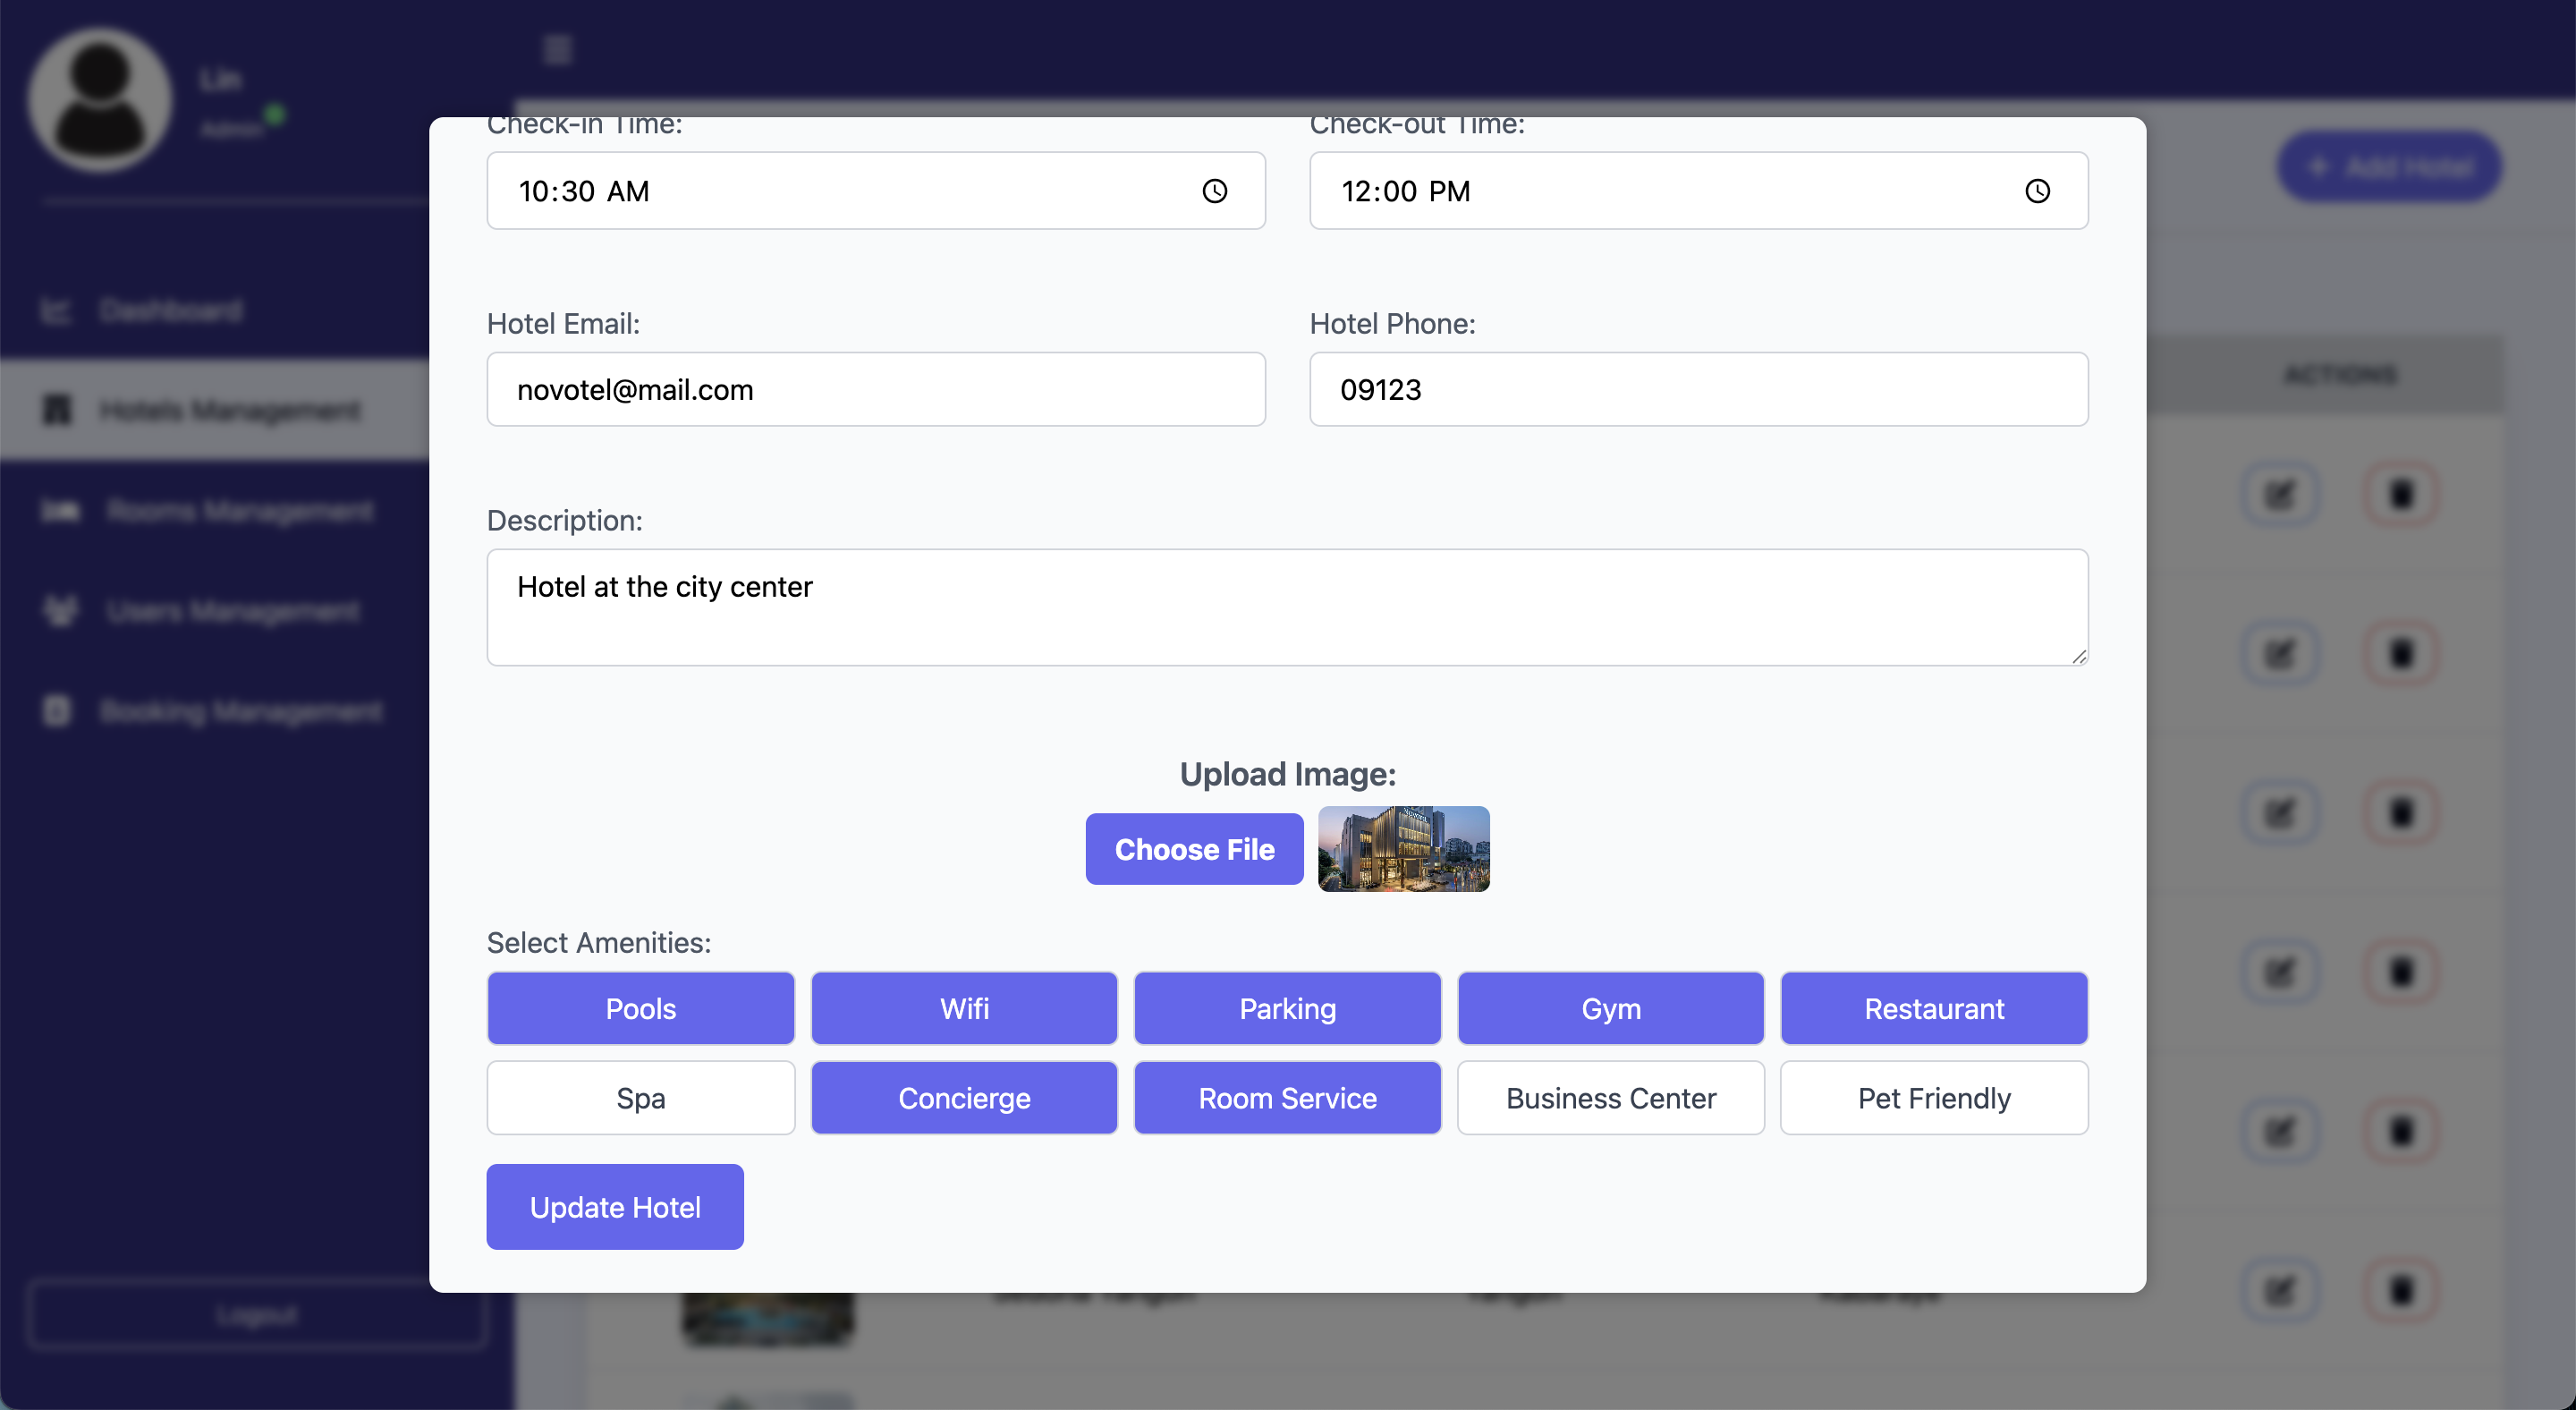 Lin
Admin
Add Hotel
Check-in Time:
Check-out Time:
10:30 AM
12:00 PM
Dashboard
Hotel Email:
Hotel Phone:
novotel@mail.com
09123
ACTIONS
Hotels Management
Rooms Management
Description:
Hotel at the city center
Users Management
Booking Management
Upload Image:
Choose File
NOVOTEL
Select Amenities:
Pools
Wifi
Parking
Gym
Restaurant
Spa
Concierge
Room Service
Business Center
Pet Friendly
Update Hotel
Logout